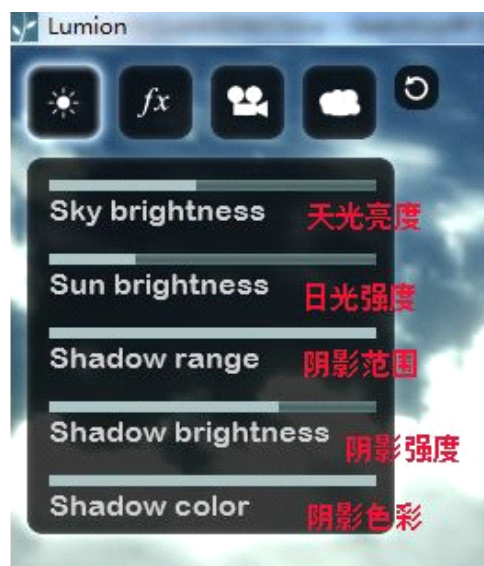 Lumion
fx
Sky brightness 天光亮度
Sun brightness 日光强度
Shadow range 阴影范围
Shadow brightness 阴影强度
Shadow color 阴影色彩